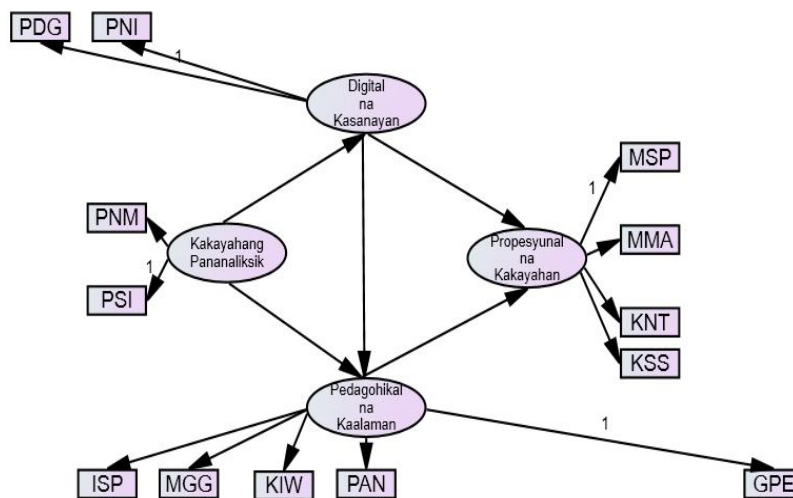 PDG PNI
1
Digital
na
Kasanayan
MSP
1
PNM
MMA
Kakayahang
Pananaliksik
Propesyunal
na
Kakayahan
1
PSI
KNT
KSS
Pedagohikal
na
Kaalaman
1
ISP MGG KIW PAN GPE